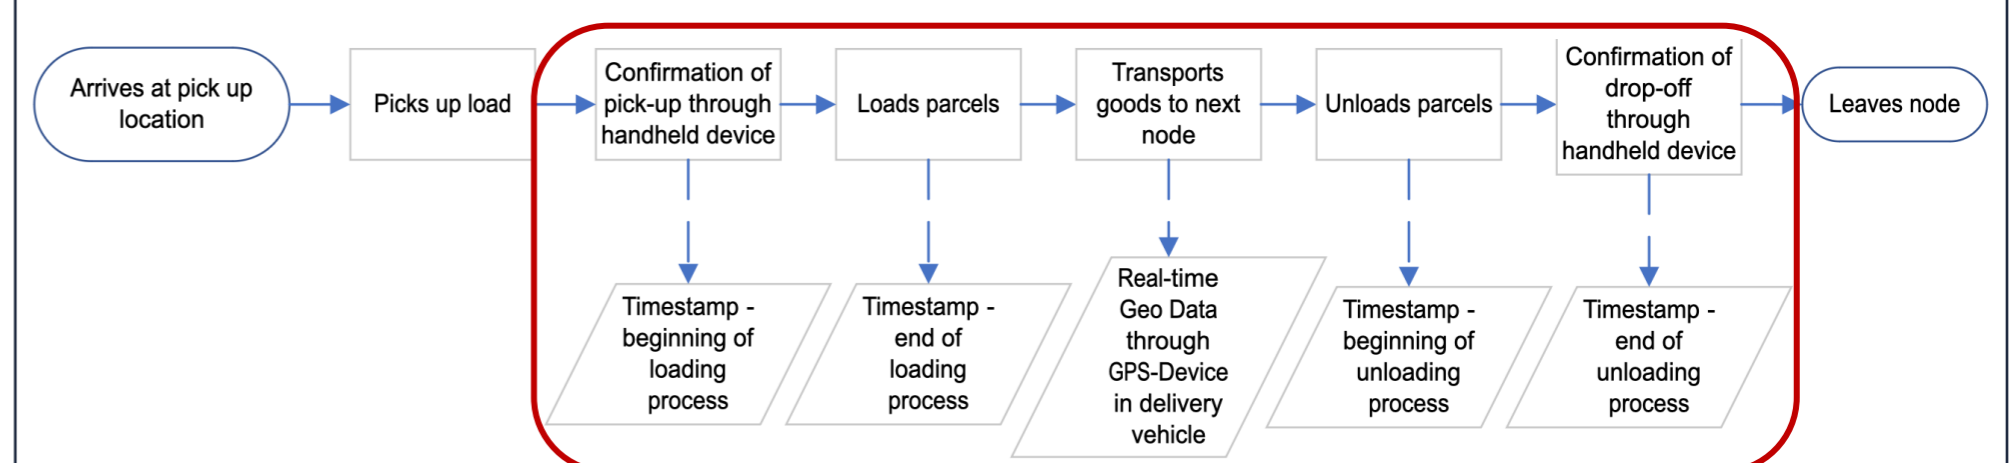 Arrives at pick up
location
Picks up load
Confirmation of
pick-up through
handheld device
Loads parcels
Transports
goods to next
node
Unloads parcels
Confirmation of
drop-off
through
handheld device
Leaves node
Timestamp -
beginning of
loading
process
Timestamp -
end of
loading
process
Real-time
Geo Data
through
GPS-Device
in delivery
vehicle
Timestamp -
beginning of
unloading
process
Timestamp -
end of
unloading
process